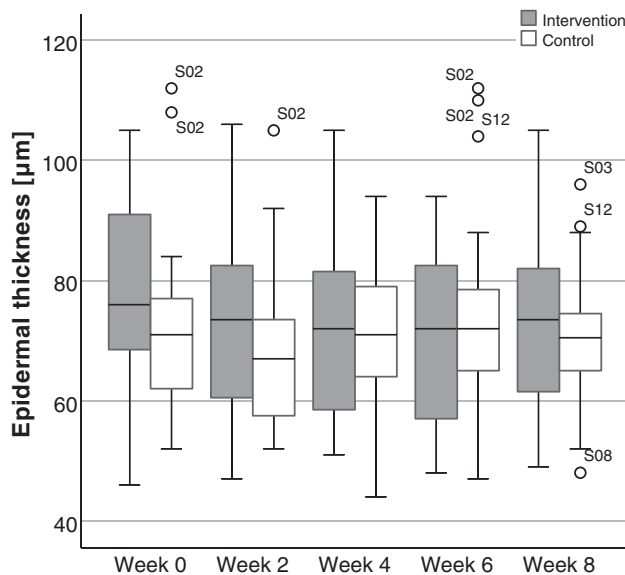 Intervention
Control
Epidermal thickness [µm]
120
100
80
60
40
S02
S02
S02
S02
S02 S12
S03
S12
S08
Week 0 Week 2 Week 4 Week 6 Week 8